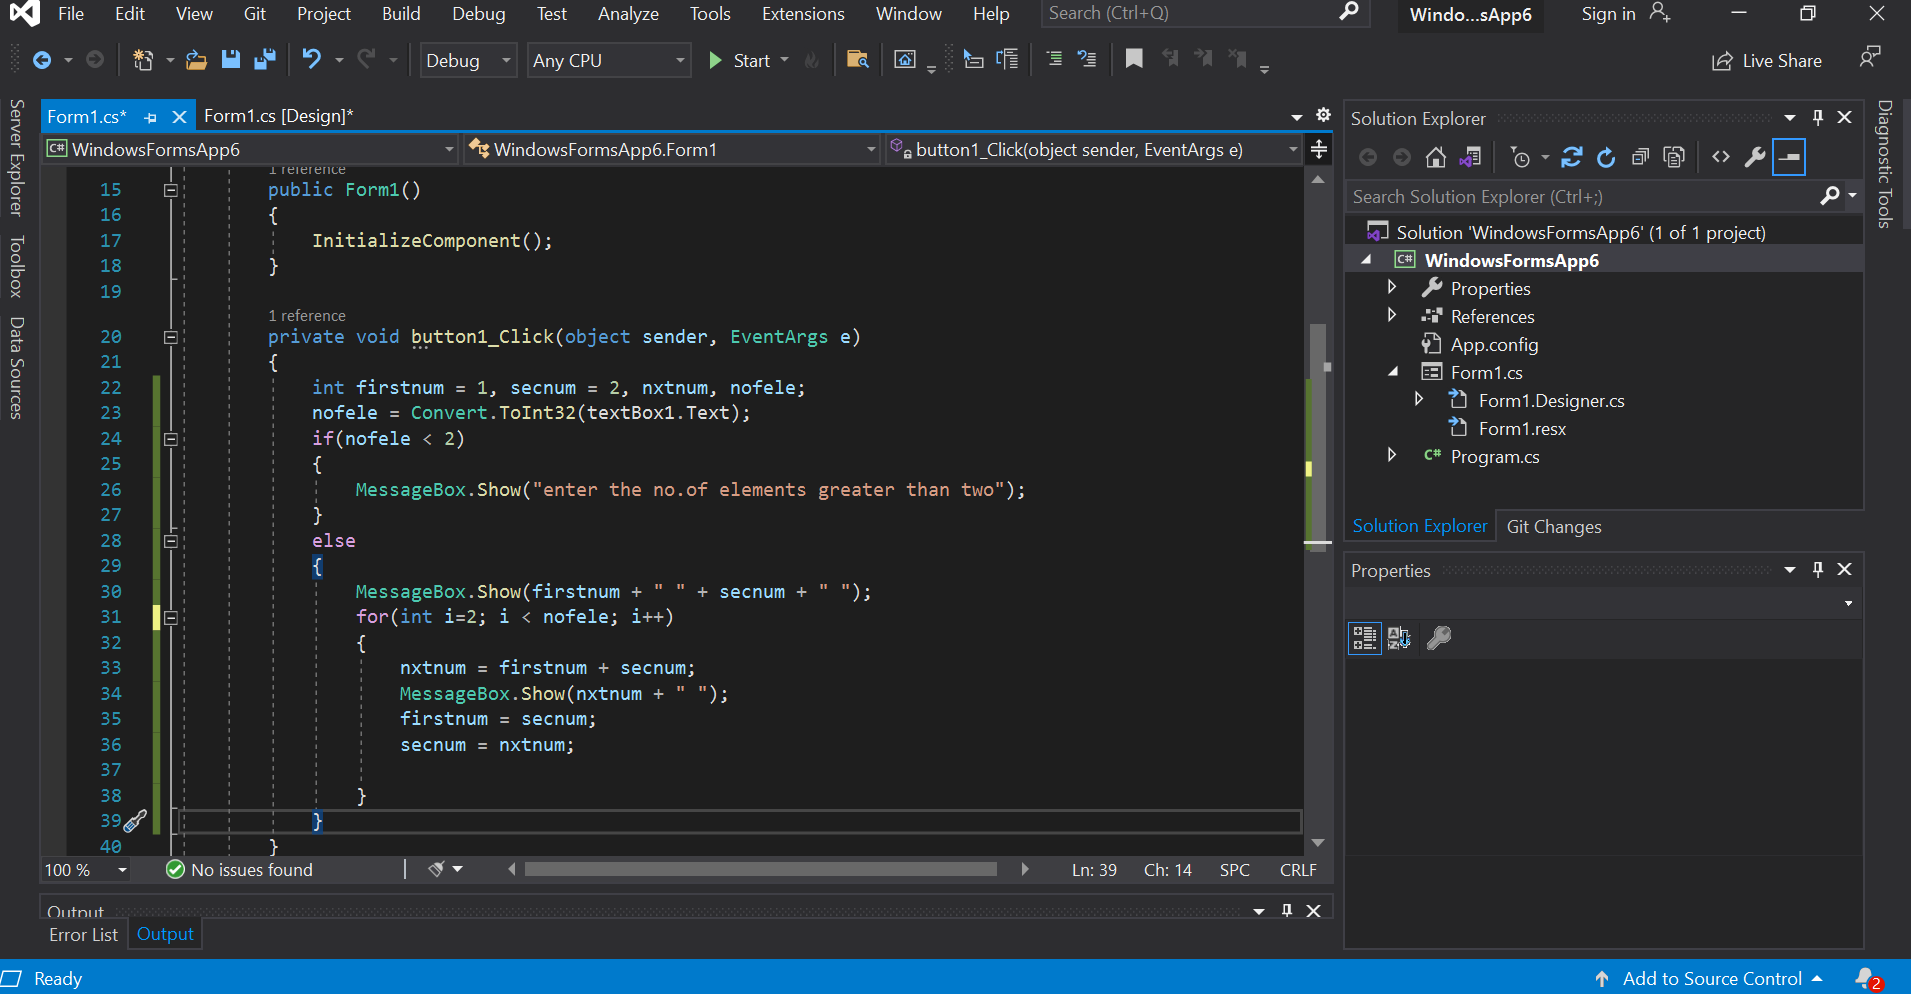 File Edit View Git Project Build Debug Test Analyze Tools Extensions Window Help Search (Ctrl+Q) Windo...sApp6 Sign in
Debug Any CPU Start Live Share
Server Explorer
Toolbox
Data Sources
Form1.cs* Form1.cs [Design]*
C# WindowsFormsApp6 WindowsFormsApp6.Form1 button1_Click(object sender, EventArgs e)
1 reference
15 public Form1()
16 {
17 InitializeComponent();
18 }
19
1 reference
20 private void button1_Click(object sender, EventArgs e)
21 {
22 int firstnum = 1, secnum = 2, nxtnum, nofele;
23 nofele = Convert.ToInt32(textBox1.Text);
24 if(nofele < 2)
25 {
26 MessageBox.Show("enter the no.of elements greater than two");
27 }
28 else
29 {
30 MessageBox.Show(firstnum + " " + secnum + " ");
31 for(int i=2; i < nofele; i++)
32 {
33 nxtnum = firstnum + secnum;
34 MessageBox.Show(nxtnum + " ");
35 firstnum = secnum;
36 secnum = nxtnum;
37
38 }
39 }
40 }
100 % No issues found Ln: 39 Ch: 14 SPC CRLF
Output
Error List Output
Solution Explorer
Search Solution Explorer (Ctrl+;)
Solution 'WindowsFormsApp6' (1 of 1 project)
C# WindowsFormsApp6
Properties
References
App.config
Form1.cs
Form1.Designer.cs
Form1.resx
C# Program.cs
Solution Explorer Git Changes
Properties
Diagnostic Tools
Ready Add to Source Control 2